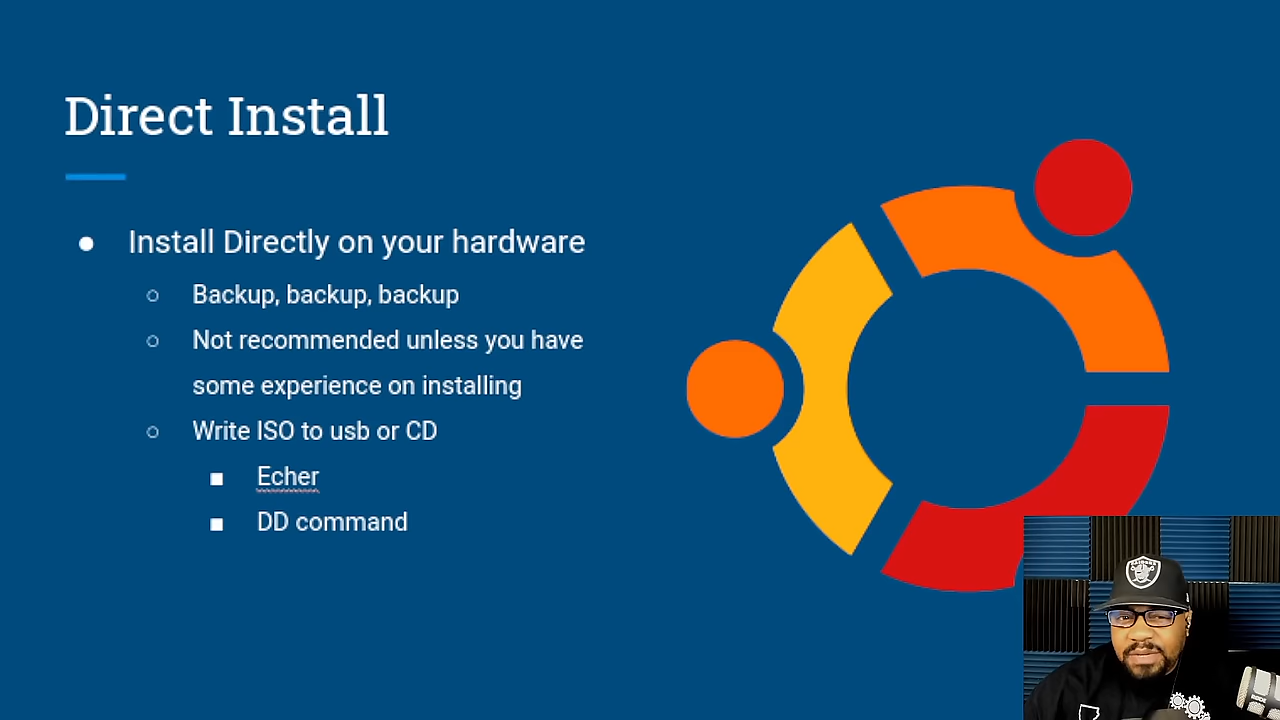 Direct Install
Install Directly on your hardware
Backup, backup, backup
Not recommended unless you have
some experience on installing
Write ISO to usb or CD
Echer
DD command